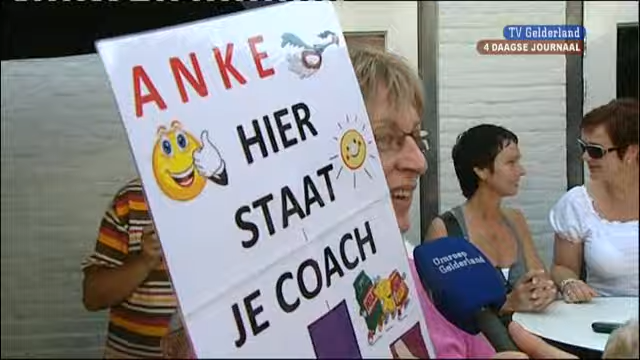 TV Gelderland
4 DAAGSE JOURNAAL
ANKE
HIER
STAAT
JE COACH
Omroep
Gelderland